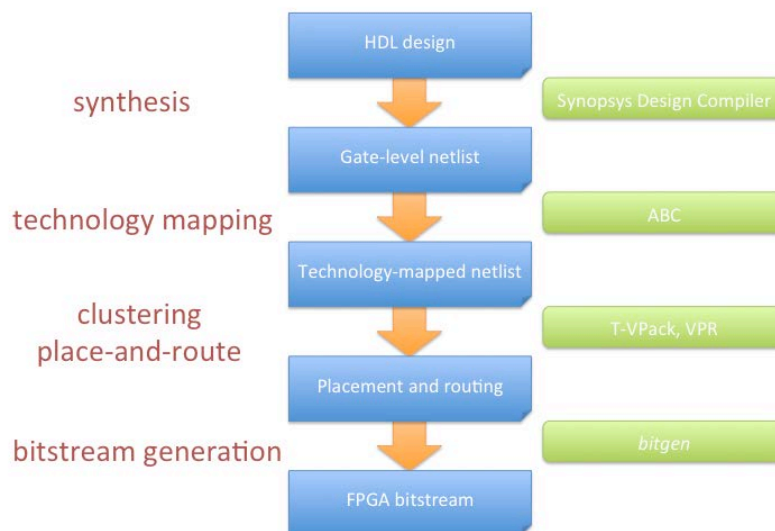 HDL design
synthesis
Synopsys Design Compiler
Gate-level netlist
technology mapping
ABC
Technology-mapped netlist
clustering
place-and-route
T-VPack, VPR
Placement and routing
bitstream generation
bitgen
FPGA bitstream